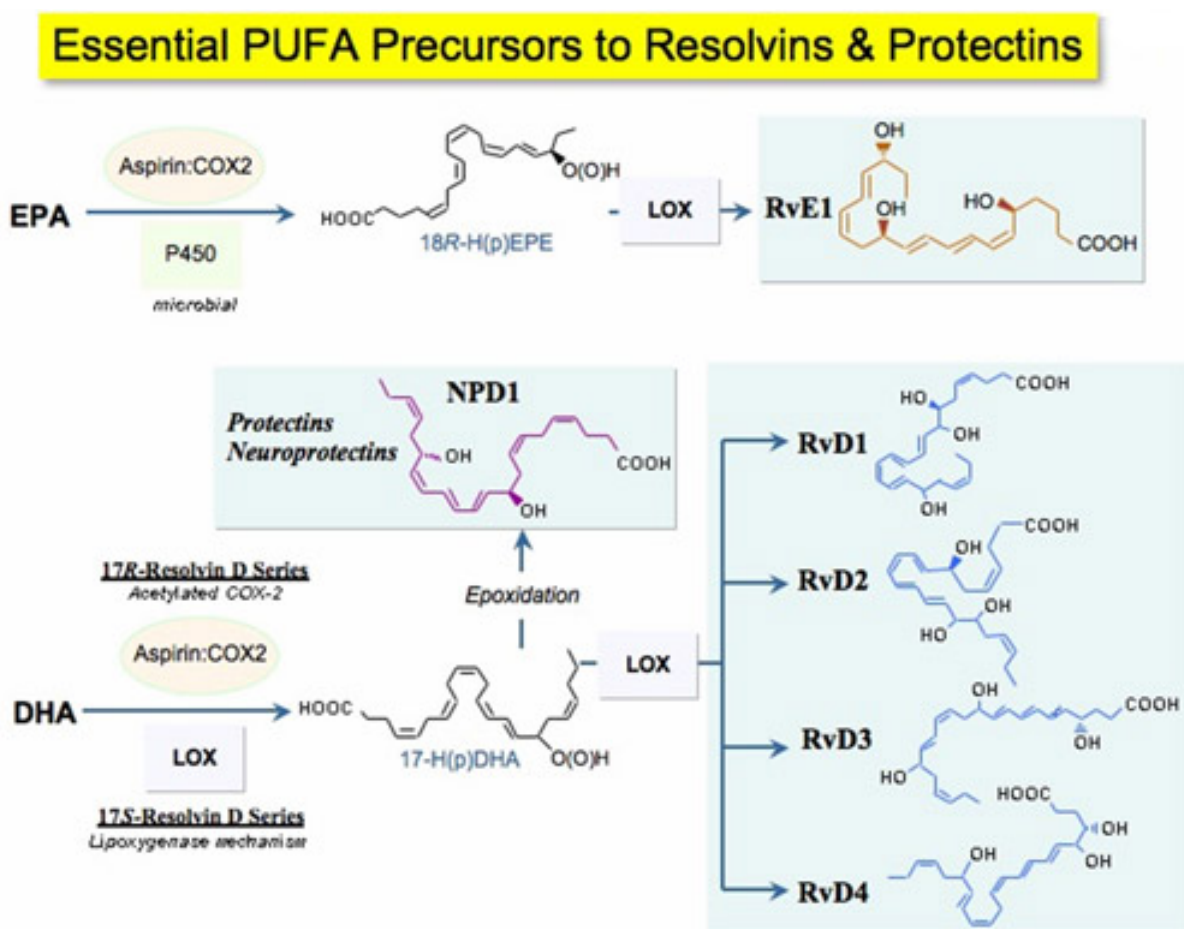 Essential PUFA Precursors to Resolvins & Protectins
EPA
Aspirin:COX2
P450
microbial
HOOC
O(O)H
18R-H(p)EPE
LOX
RvE1
OH
OH
HO
COOH
Protectins
Neuroprotectins
NPD1
OH
OH
COOH
Epoxidation
17R-Resolvin D Series
Acetylated COX-2
Aspirin:COX2
DHA
LOX
17S-Resolvin D Series
Lipoxygenase mechanism
HOOC
17-H(p)DHA
O(O)H
LOX
RvD1
COOH
HO
OH
OH
RvD2
COOH
OH
OH
HO
RvD3
OH
COOH
OH
HO
RvD4
HOOC
OH
OH
OH